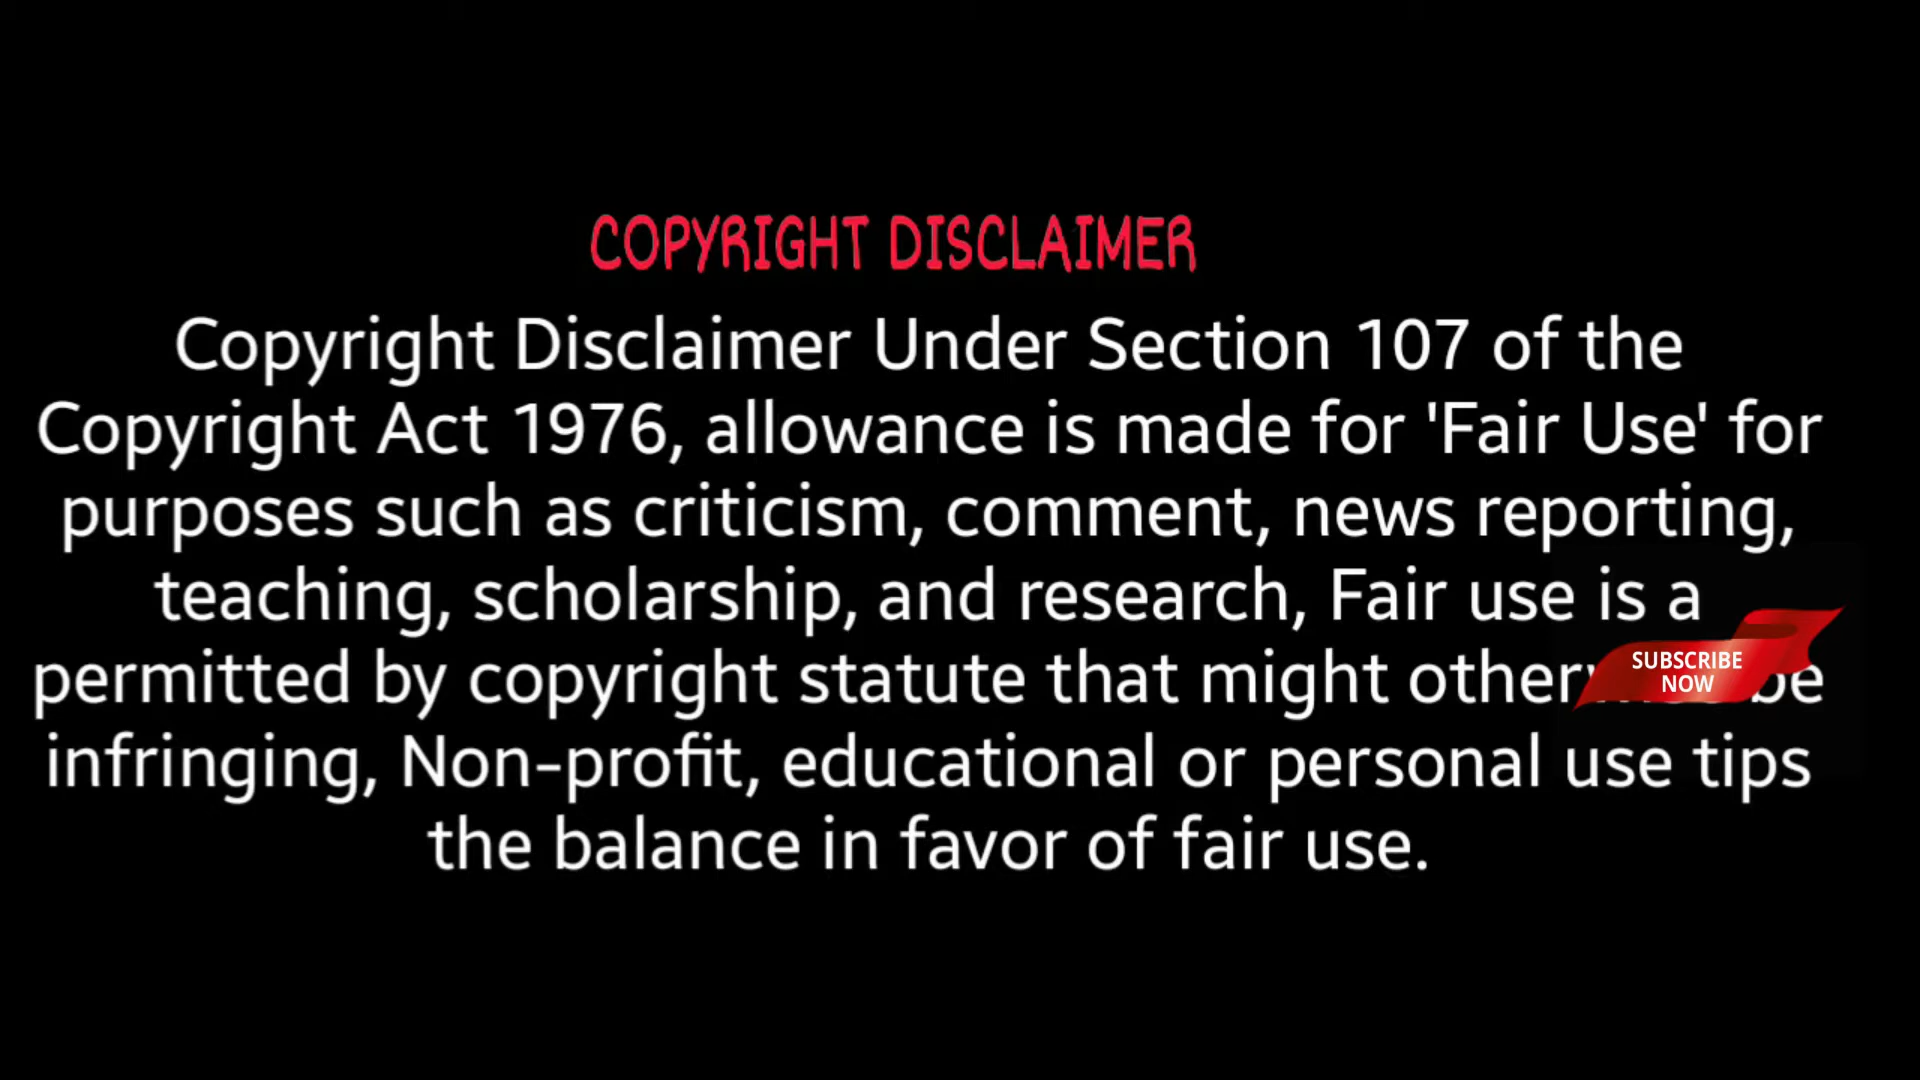 COPYRIGHT DISCLAIMER
Copyright Disclaimer Under Section 107 of the
Copyright Act 1976, allowance is made for 'Fair Use' for
purposes such as criticism, comment, news reporting,
teaching, scholarship, and research, Fair use is a
permitted by copyright statute that might be
infringing, Non-profit, educational or personal use tips
the balance in favor of fair use.
SUBSCRIBE
NOW